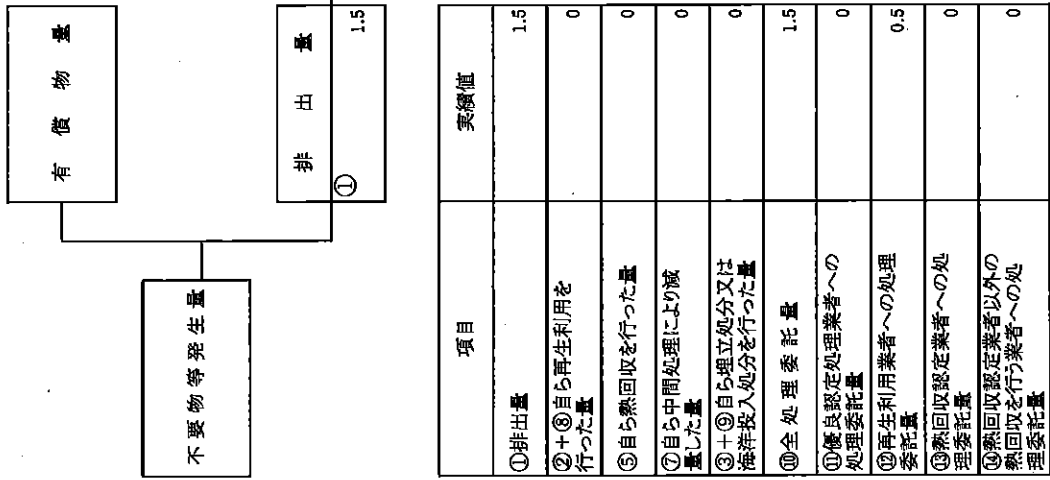 不要物等発生量
有償物量
排出量
①
1.5
項目
実績値
①排出量
1.5
②+⑧自ら再生利用を
行った量
0
⑤自ら熱回収を行った量
0
⑦自ら中間処理により減
量した量
0
③+⑨自ら埋立処分又は
海洋投入処分を行った量
0
⑩全処理委託量
1.5
⑪優良認定処理業者への
処理委託量
0
⑫再生利用業者への処理
委託量
0.5
⑬熱回収認定業者への処
理委託量
0
⑭熱回収認定業者以外の
熱回収を行う業者への処
理委託量
0